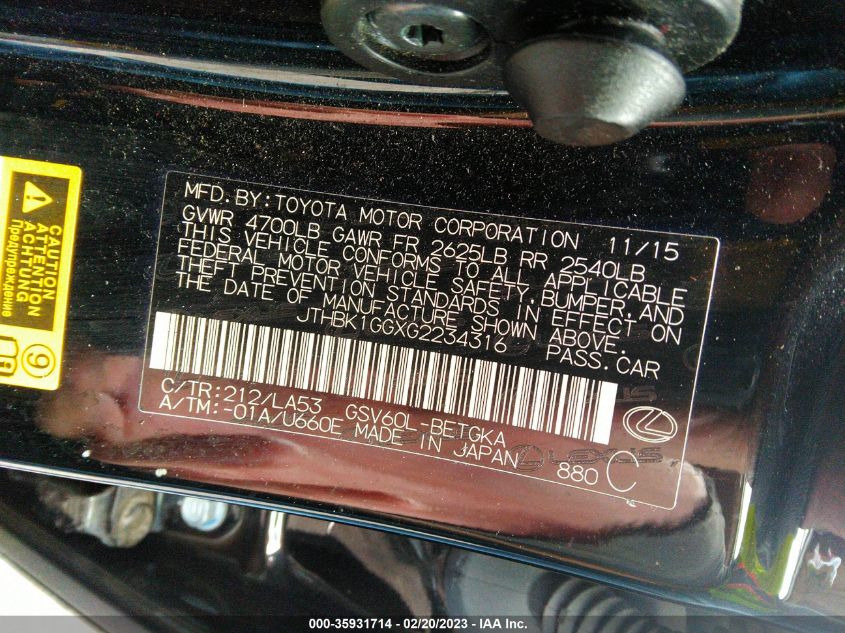 MFD. BY: TOYOTA MOTOR CORPORATION 11/15
GVWR 4700LB GAWR FR 2625LB RR 2540LB
THIS VEHICLE CONFORMS TO ALL APPLICABLE
FEDERAL MOTOR VEHICLE SAFETY, BUMPER, AND
THEFT PREVENTION STANDARDS IN EFFECT ON
THE DATE OF MANUFACTURE SHOWN ABOVE.
JTHBK1GGXG2234316 PASS. CAR
C/TR: 212/LA53 GSV60L-BETGKA
A/TM: -01A/U660E MADE IN JAPAN
LEXUS
880 C
CAUTION
ATTENTION
ACHTUNG
предупреждение
9
000-35931714 - 02/20/2023 - IAA Inc.